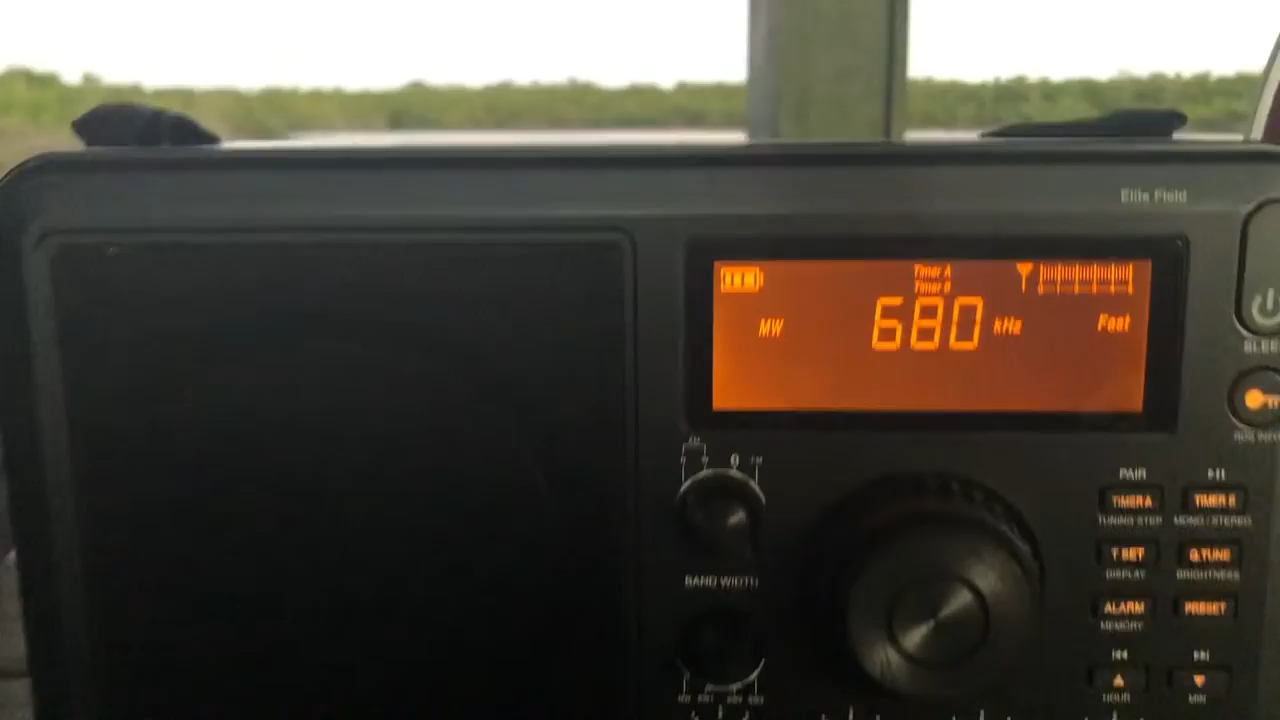 Elite Field
Timer A
Timer B
MW 680 kHz Fast
BAND WIDTH
PAIR
TIMER A TIMER B
TUNING STEP MONO / STEREO
T SET Q.TUNE
DISPLAY BRIGHTNESS
ALARM PRESET
MEMORY
HOUR MIN